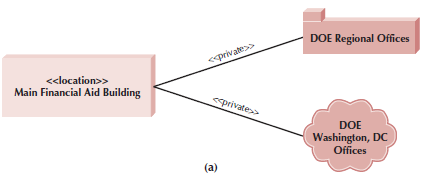 <<location>>
Main Financial Aid Building
<<private>>
DOE Regional Offices
<<private>>
DOE
Washington, DC
Offices
(a)